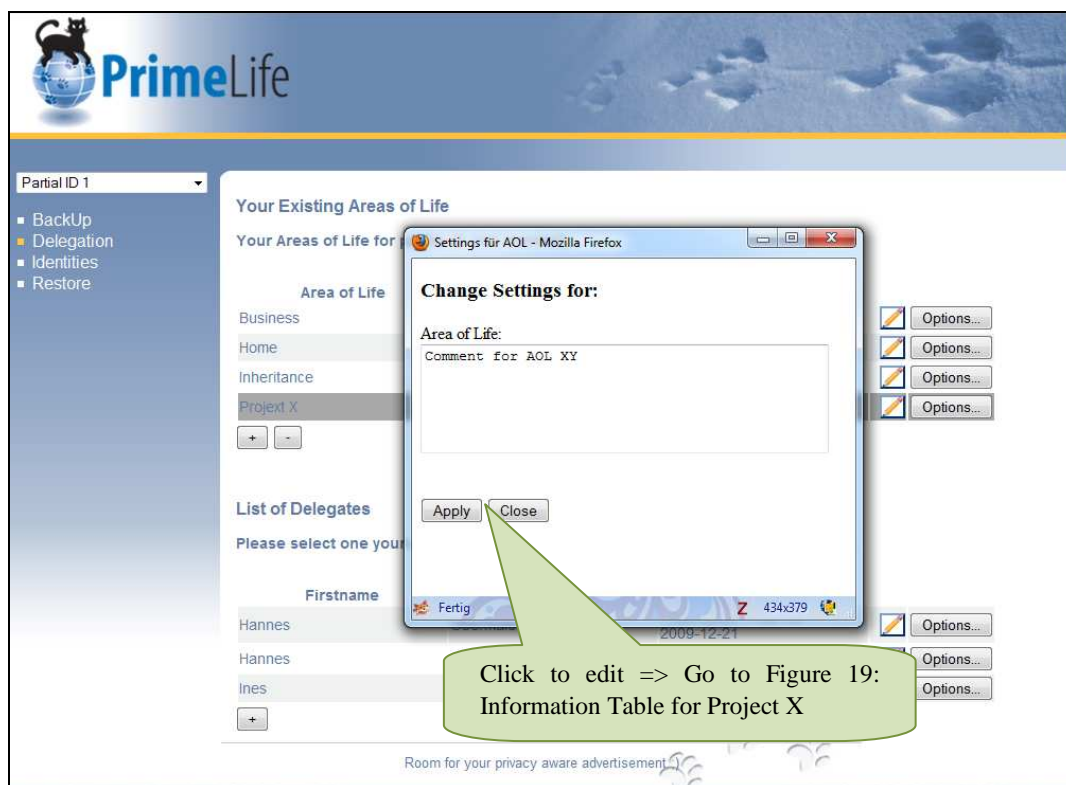 PrimeLife
Partial ID 1
BackUp
Delegation
Identities
Restore
Your Existing Areas of Life
Your Areas of Life for
Area of Life
Business
Home
Inheritance
Projext X
+ -
Options...
Options...
Options...
Options...
Settings für AOL - Mozilla Firefox
Change Settings for:
Area of Life:
Comment for AOL XY
Apply Close
Fertig
434x379
List of Delegates
Please select one your
Firstname
Hannes
2009-12-21
Options...
Hannes
Options...
Ines
Options...
+
Click to edit => Go to Figure 19:
Information Table for Project X
Room for your privacy aware advertisement